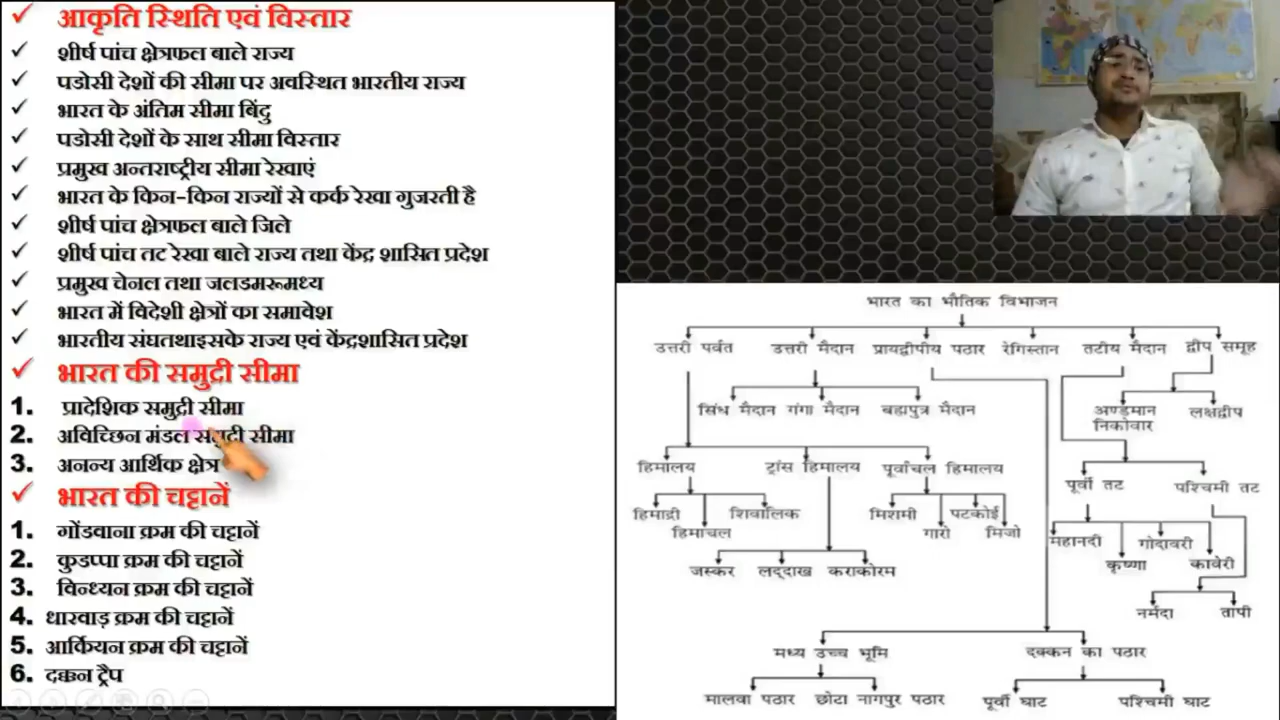 ✓ आकृति स्थिति एवं विस्तार
✓ शीर्ष पांच क्षेत्रफल बाले राज्य
✓ पडोसी देशों की सीमा पर अवस्थित भारतीय राज्य
✓ भारत के अंतिम सीमा बिंदु
✓ पडोसी देशों के साथ सीमा विस्तार
✓ प्रमुख अन्तराष्ट्रीय सीमा रेखाएं
✓ भारत के किन-किन राज्यों से कर्क रेखा गुजरती है
✓ शीर्ष पांच क्षेत्रफल बाले जिले
✓ शीर्ष पांच तट रेखा बाले राज्य तथा केंद्र शासित प्रदेश
✓ प्रमुख चेनल तथा जलडमरूमध्य
✓ भारत में विदेशी क्षेत्रों का समावेश
✓ भारतीय संघतथाइसके राज्य एवं केंद्रशासित प्रदेश
✓ भारत की समुद्री सीमा
1. प्रादेशिक समुद्री सीमा
2. अविच्छिन मंडल समुद्री सीमा
3. अनन्य आर्थिक क्षेत्र
✓ भारत की चट्टानें
1. गोंडवाना क्रम की चट्टानें
2. कुडप्पा क्रम की चट्टानें
3. विन्ध्यन क्रम की चट्टानें
4. धारवाड़ क्रम की चट्टानें
5. आर्कियन क्रम की चट्टानें
6. दक्कन ट्रैप
भारत का भौतिक विभाजन
उत्तरी पर्वत उत्तरी मैदान प्रायद्वीपीय पठार रेगिस्तान तटीय मैदान द्वीप समूह
सिंध मैदान गंगा मैदान ब्रह्मपुत्र मैदान
अण्डमान निकोवार लक्षद्वीप
हिमालय ट्रांस हिमालय पूर्वांचल हिमालय
पूर्वी तट पश्चिमी तट
हिमाद्री हिमाचल शिवालिक
मिशमी गारो पटकोई मिजो
महानदी कृष्णा गोदावरी कावेरी
जस्कर लद्दाख कराकोरम
नर्मदा तापी
मध्य उच्च भूमि दक्कन का पठार
मालवा पठार छोटा नागपुर पठार पूर्वी घाट पश्चिमी घाट